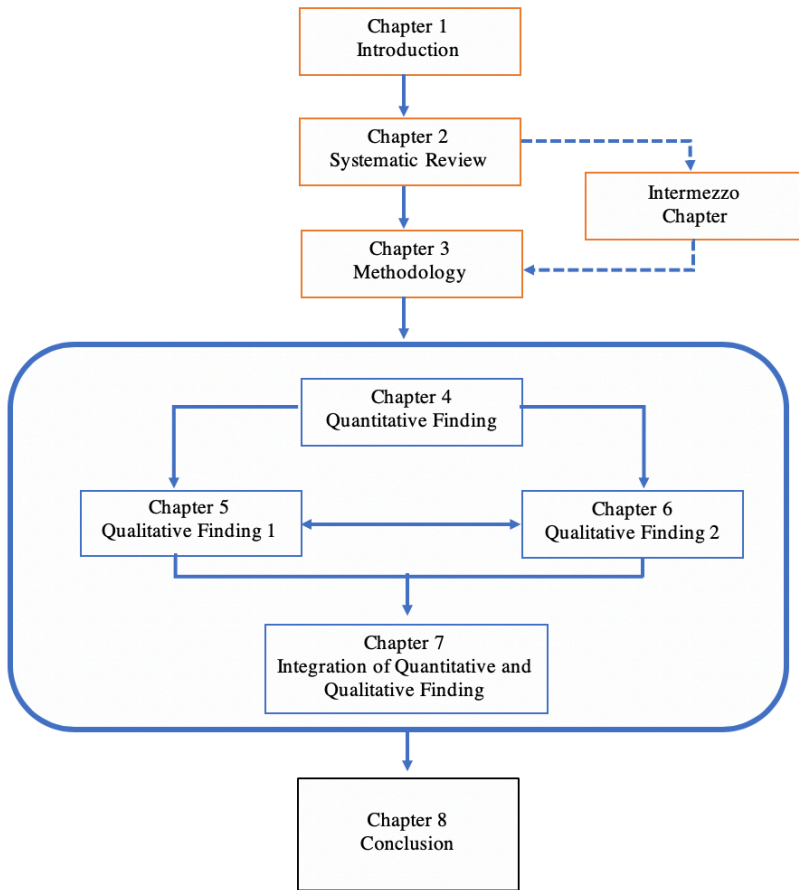 Chapter 1
Introduction
Chapter 2
Systematic Review
Intermezzo
Chapter
Chapter 3
Methodology
Chapter 4
Quantitative Finding
Chapter 5
Qualitative Finding 1
Chapter 6
Qualitative Finding 2
Chapter 7
Integration of Quantitative and
Qualitative Finding
Chapter 8
Conclusion